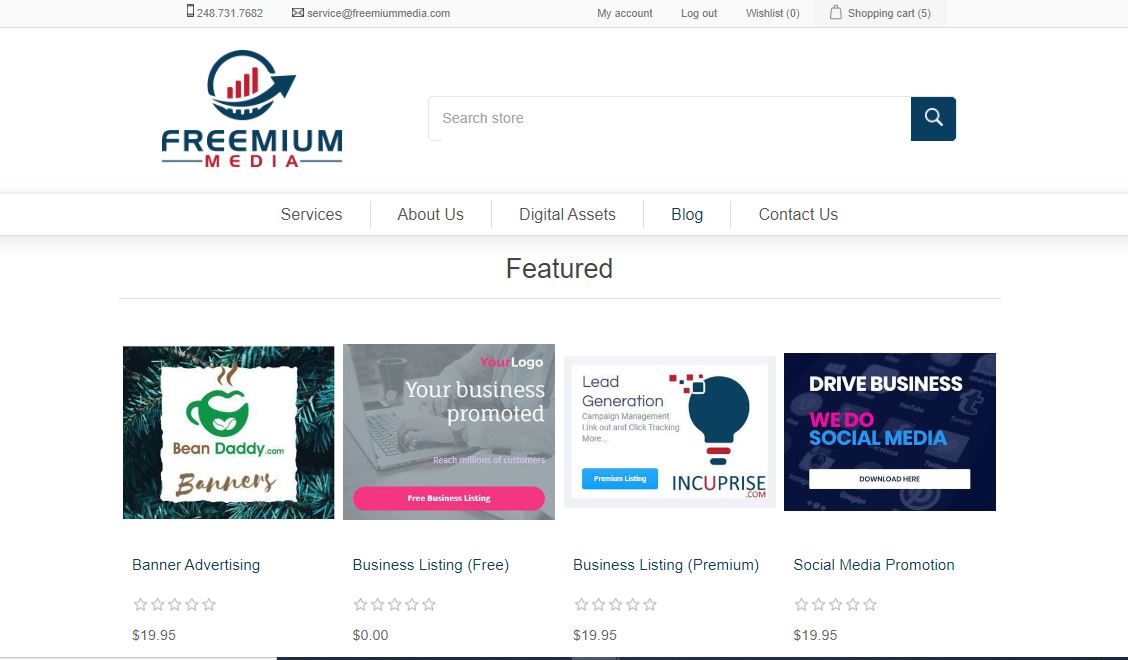 248.731.7682 service@freemiummedia.com My account Log out Wishlist (0) Shopping cart (5)
FREEMIUM
MEDIA
Search store
Services About Us Digital Assets Blog Contact Us
Featured
Bean Daddy.com
Banners
YourLogo
Your business
promoted
Reach millions of customers
Free Business Listing
Lead
Generation
Campaign Management
Link out and Click Tracking
More...
Premium Listing
INCUPRISE
.COM
DRIVE BUSINESS
WE DO
SOCIAL MEDIA
DOWNLOAD HERE
Banner Advertising Business Listing (Free) Business Listing (Premium) Social Media Promotion
$19.95 $0.00 $19.95 $19.95